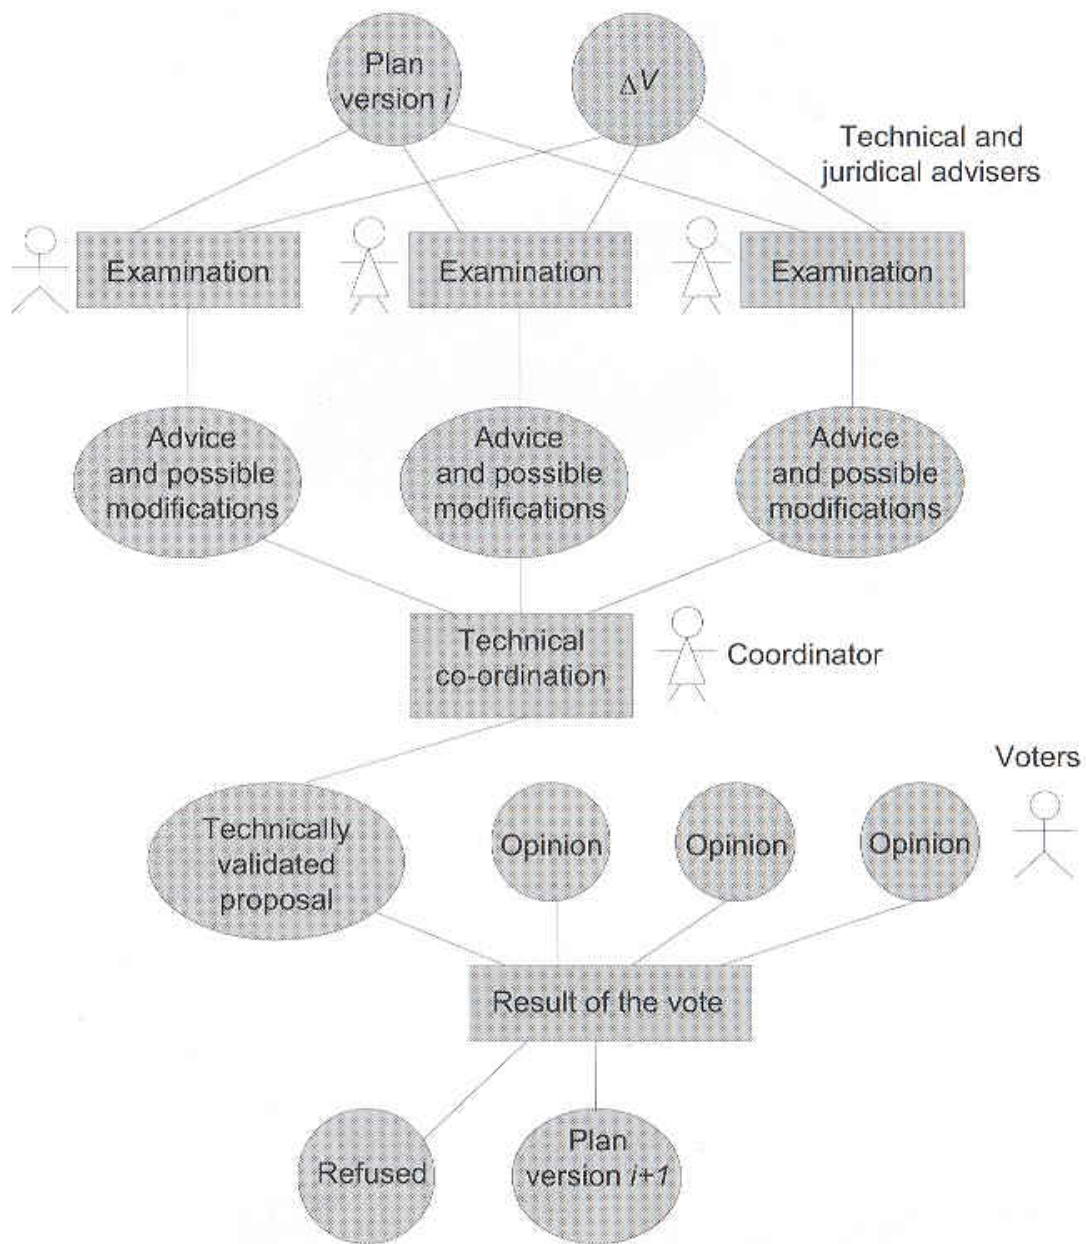 Plan
version i
ΔV
Technical and
juridical advisers
Examination
Examination
Examination
Advice
and possible
modifications
Advice
and possible
modifications
Advice
and possible
modifications
Technical
co-ordination
Coordinator
Voters
Technically
validated
proposal
Opinion
Opinion
Opinion
Result of the vote
Refused
Plan
version i+1